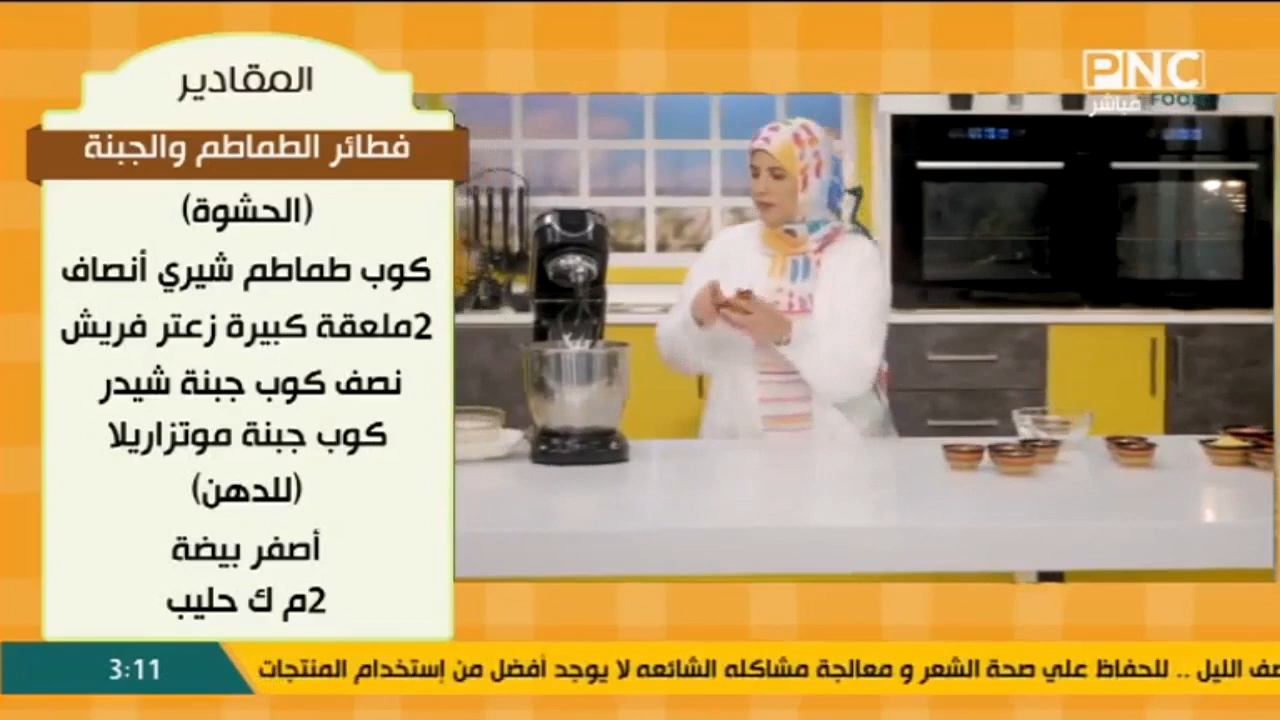 المقادير
فطائر الطماطم والجبنة
(الحشوة)
كوب طماطم شيري أنصاف
2ملعقة كبيرة زعتر فريش
نصف كوب جبنة شيدر
كوب جبنة موتزاريلا
(للدهن)
أصفر بيضة
2م ك حليب
PNC
FOOD
مباشر
الليل .. للحفاظ علي صحة الشعر و معالجة مشاكله الشائعه لا يوجد أفضل من إستخدام المنتجات
3:11